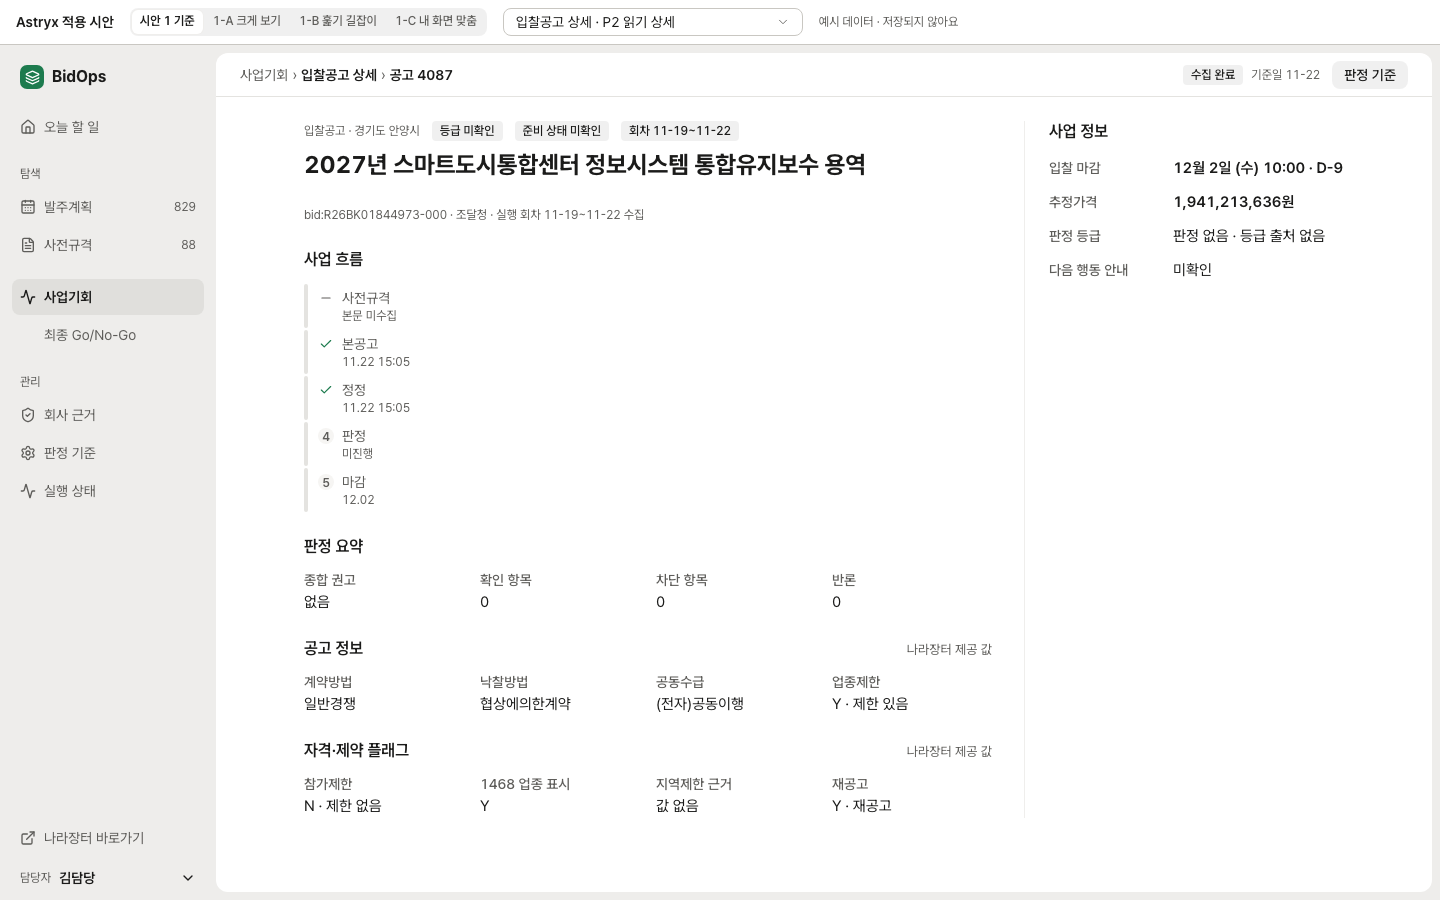 Astryx 적용 시안
시안 1 기준
1-A 크게 보기
1-B 훑기 길잡이
1-C 내 화면 맞춤
입찰공고 상세 · P2 읽기 상세
예시 데이터 · 저장되지 않아요
BidOps
오늘 할 일
탐색
발주계획 829
사전규격 88
사업기회
최종 Go/No-Go
관리
회사 근거
판정 기준
실행 상태
나라장터 바로가기
담당자 김담당
사업기회 › 입찰공고 상세 › 공고 4087
수집 완료
기준일 11-22
판정 기준
입찰공고 · 경기도 안양시
등급 미확인
준비 상태 미확인
회차 11-19~11-22
2027년 스마트도시통합센터 정보시스템 통합유지보수 용역
bid:R26BK01844973-000 · 조달청 · 실행 회차 11-19~11-22 수집
사업 흐름
사전규격
본문 미수집
본공고
11.22 15:05
정정
11.22 15:05
4 판정
미진행
5 마감
12.02
판정 요약
종합 권고 확인 항목 차단 항목 반론
없음 0 0 0
공고 정보 나라장터 제공 값
계약방법 낙찰방법 공동수급 업종제한
일반경쟁 협상에의한계약 (전자)공동이행 Y · 제한 있음
자격·제약 플래그 나라장터 제공 값
참가제한 1468 업종 표시 지역제한 근거 재공고
N · 제한 없음 Y 값 없음 Y · 재공고
사업 정보
입찰 마감 12월 2일 (수) 10:00 · D-9
추정가격 1,941,213,636원
판정 등급 판정 없음 · 등급 출처 없음
다음 행동 안내 미확인